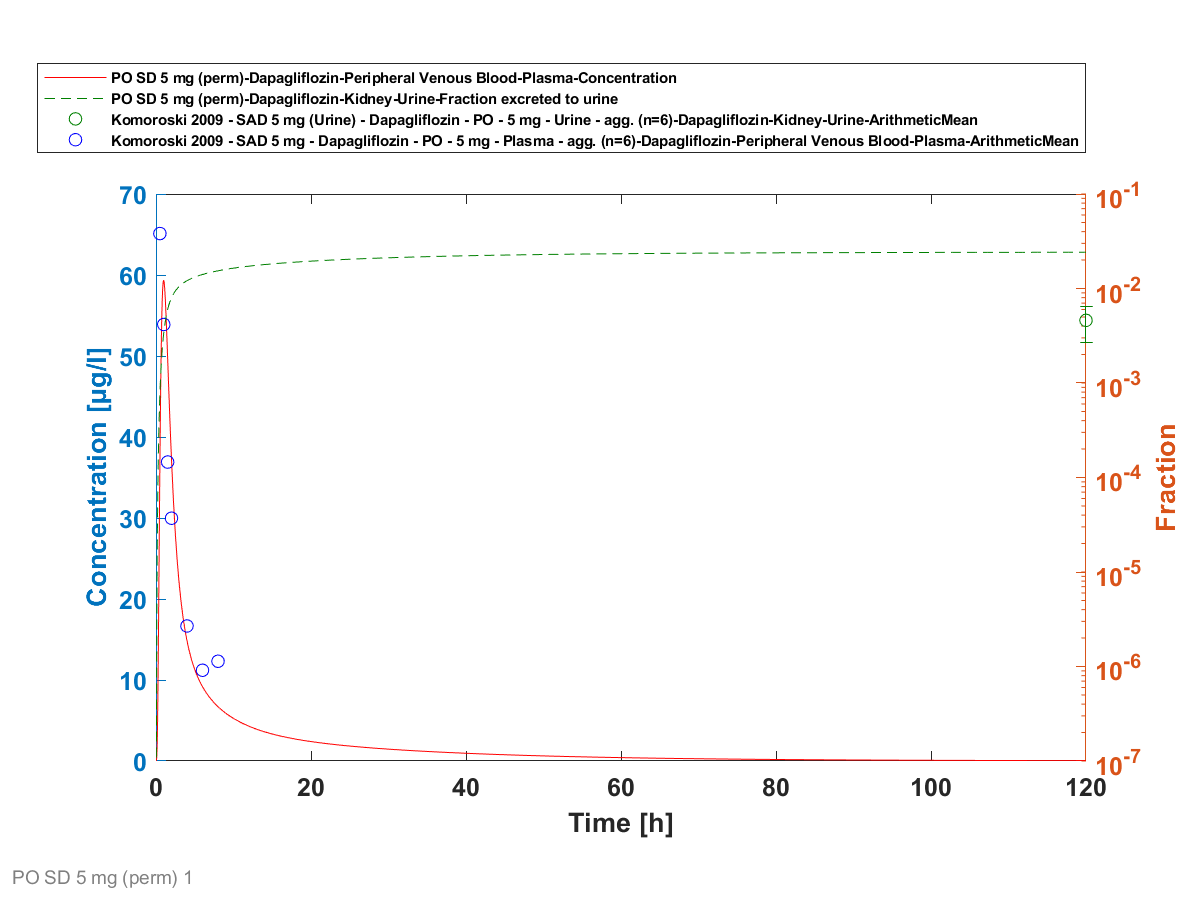 PO SD 5 mg (perm)-Dapagliflozin-Peripheral Venous Blood-Plasma-Concentration
PO SD 5 mg (perm)-Dapagliflozin-Kidney-Urine-Fraction excreted to urine
Komoroski 2009 - SAD 5 mg (Urine) - Dapagliflozin - PO - 5 mg - Urine - agg. (n=6)-Dapagliflozin-Kidney-Urine-ArithmeticMean
Komoroski 2009 - SAD 5 mg - Dapagliflozin - PO - 5 mg - Plasma - agg. (n=6)-Dapagliflozin-Peripheral Venous Blood-Plasma-ArithmeticMean
70
60
50
40
30
20
10
0
Concentration [µg/l]
10-1
10-2
10-3
10-4
10-5
10-6
10-7
Fraction
0 20 40 60 80 100 120
Time [h]
PO SD 5 mg (perm) 1